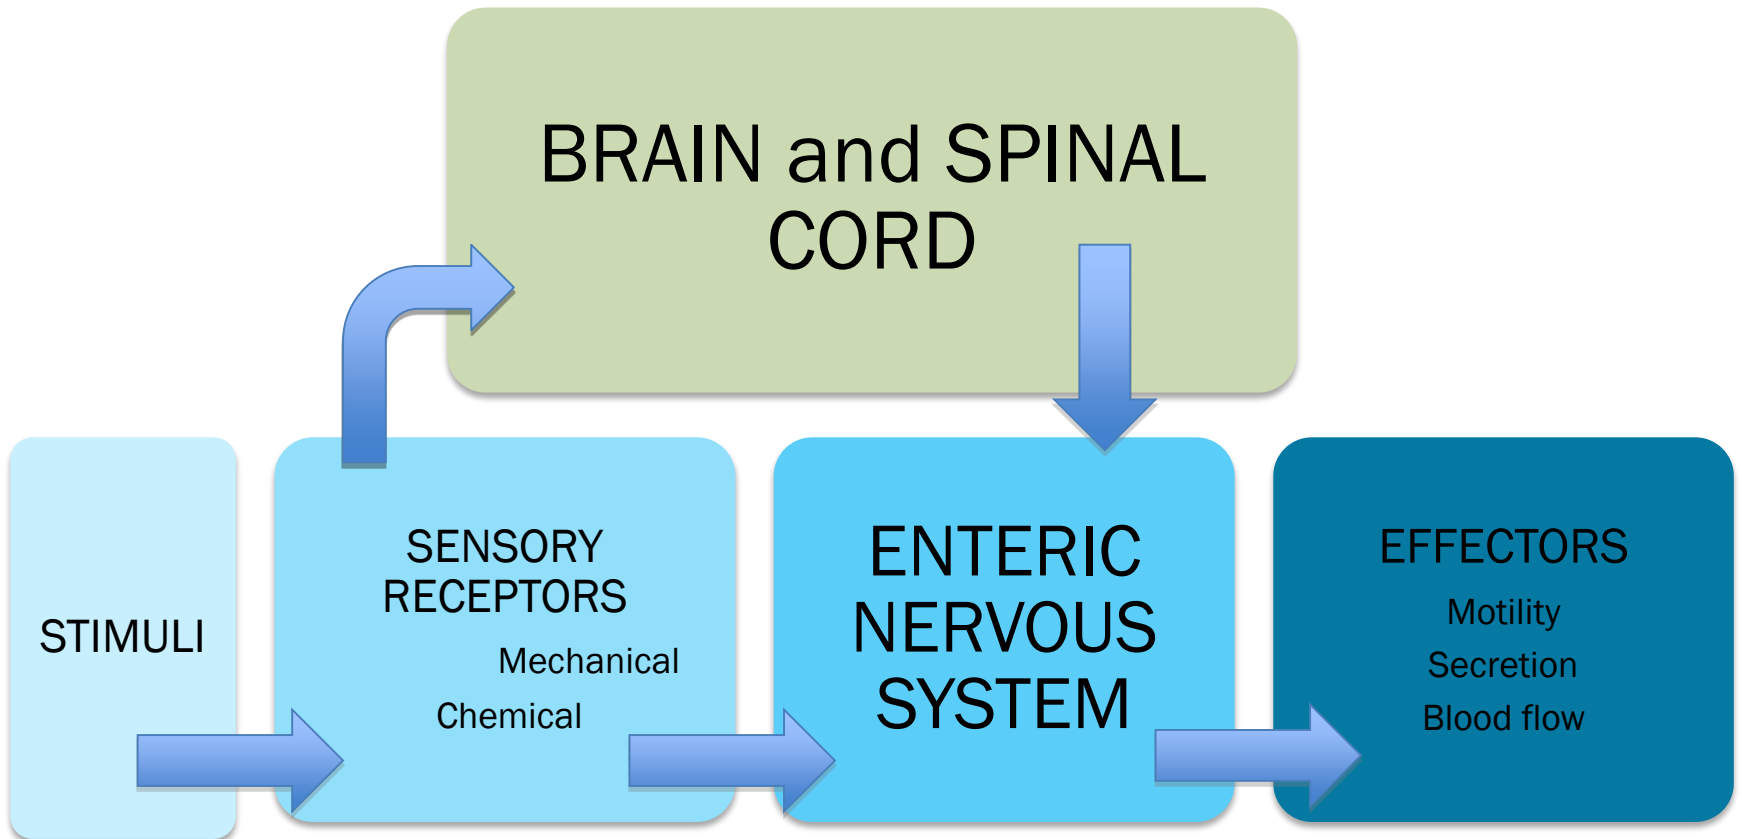 BRAIN and SPINAL
CORD
STIMULI
SENSORY
RECEPTORS
Mechanical
Chemical
ENTERIC
NERVOUS
SYSTEM
EFFECTORS
Motility
Secretion
Blood flow